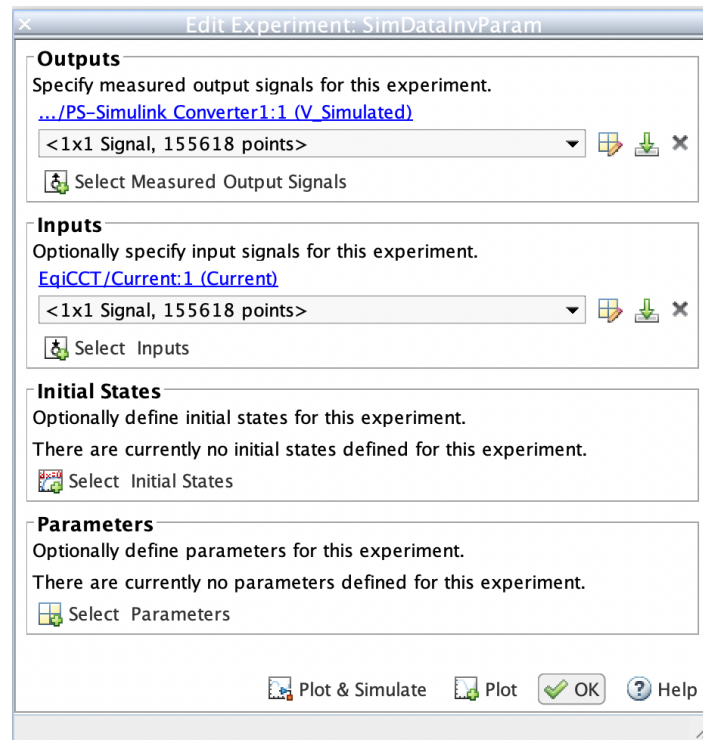 Edit Experiment: SimDataInvParam
Outputs
Specify measured output signals for this experiment.
.../PS-Simulink Converter1:1 (V_Simulated)
<1x1 Signal, 155618 points>
Select Measured Output Signals
Inputs
Optionally specify input signals for this experiment.
EqiCCT/Current:1 (Current)
<1x1 Signal, 155618 points>
Select Inputs
Initial States
Optionally define initial states for this experiment.
There are currently no initial states defined for this experiment.
Select Initial States
Parameters
Optionally define parameters for this experiment.
There are currently no parameters defined for this experiment.
Select Parameters
Plot & Simulate Plot OK Help